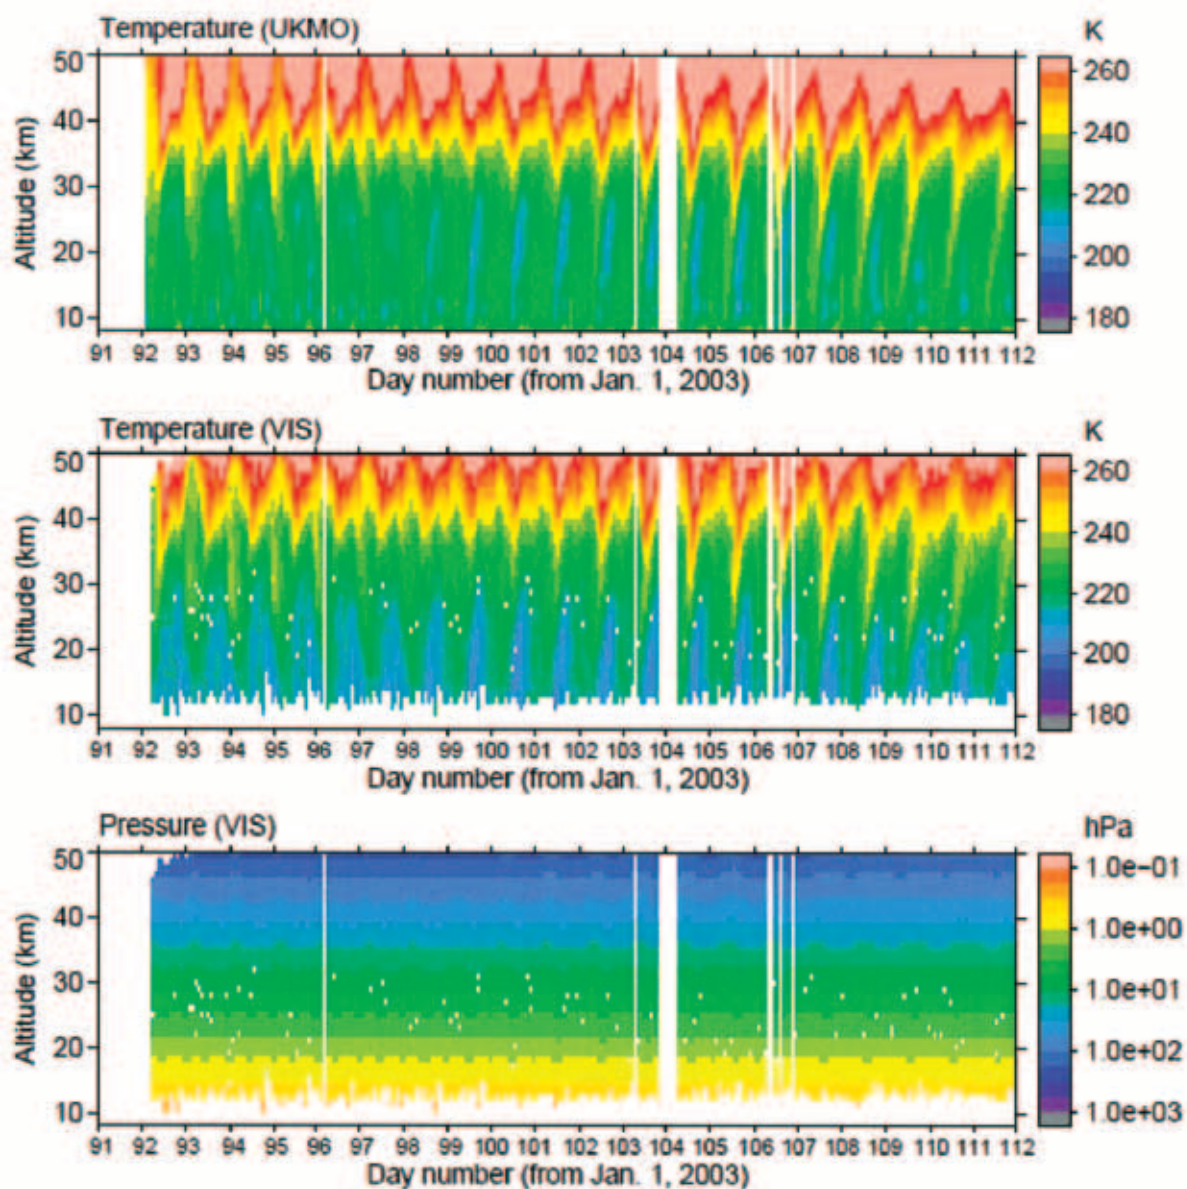 Temperature (UKMO)
K
50
40
30
20
10
Altitude (km)
260
240
220
200
180
91 92 93 94 95 96 97 98 99 100 101 102 103 104 105 106 107 108 109 110 111 112
Day number (from Jan. 1, 2003)
Temperature (VIS)
K
50
40
30
20
10
Altitude (km)
260
240
220
200
180
91 92 93 94 95 96 97 98 99 100 101 102 103 104 105 106 107 108 109 110 111 112
Day number (from Jan. 1, 2003)
Pressure (VIS)
hPa
50
40
30
20
10
Altitude (km)
1.0e−01
1.0e+00
1.0e+01
1.0e+02
1.0e+03
91 92 93 94 95 96 97 98 99 100 101 102 103 104 105 106 107 108 109 110 111 112
Day number (from Jan. 1, 2003)